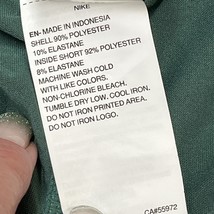 NIKE
EN-MADE IN INDONESIA
SHELL 90% POLYESTER
10% ELASTANE
INSIDE SHORT 92% POLYESTER
8% ELASTANE
MACHINE WASH COLD
WITH LIKE COLORS.
NON-CHLORINE BLEACH.
TUMBLE DRY LOW. COOL IRON.
DO NOT IRON PRINTED AREA.
DO NOT IRON LOGO.
CA#55972